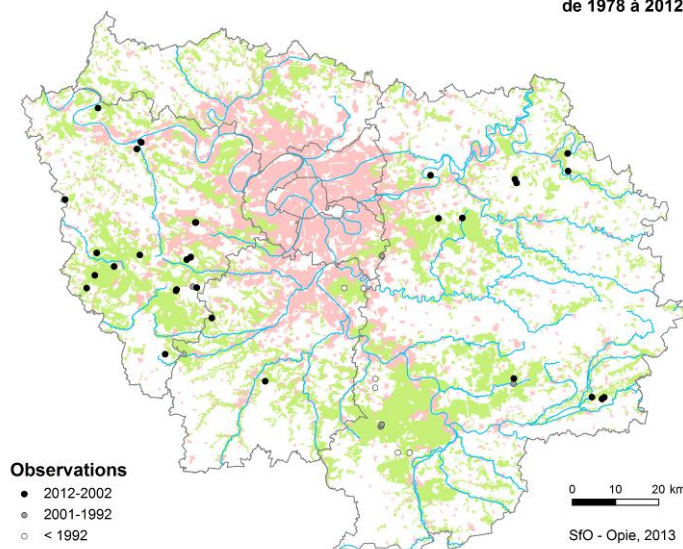 de 1978 à 2012
Observations
2012-2002
2001-1992
< 1992
0 10 20 km
SfO - Opie, 2013